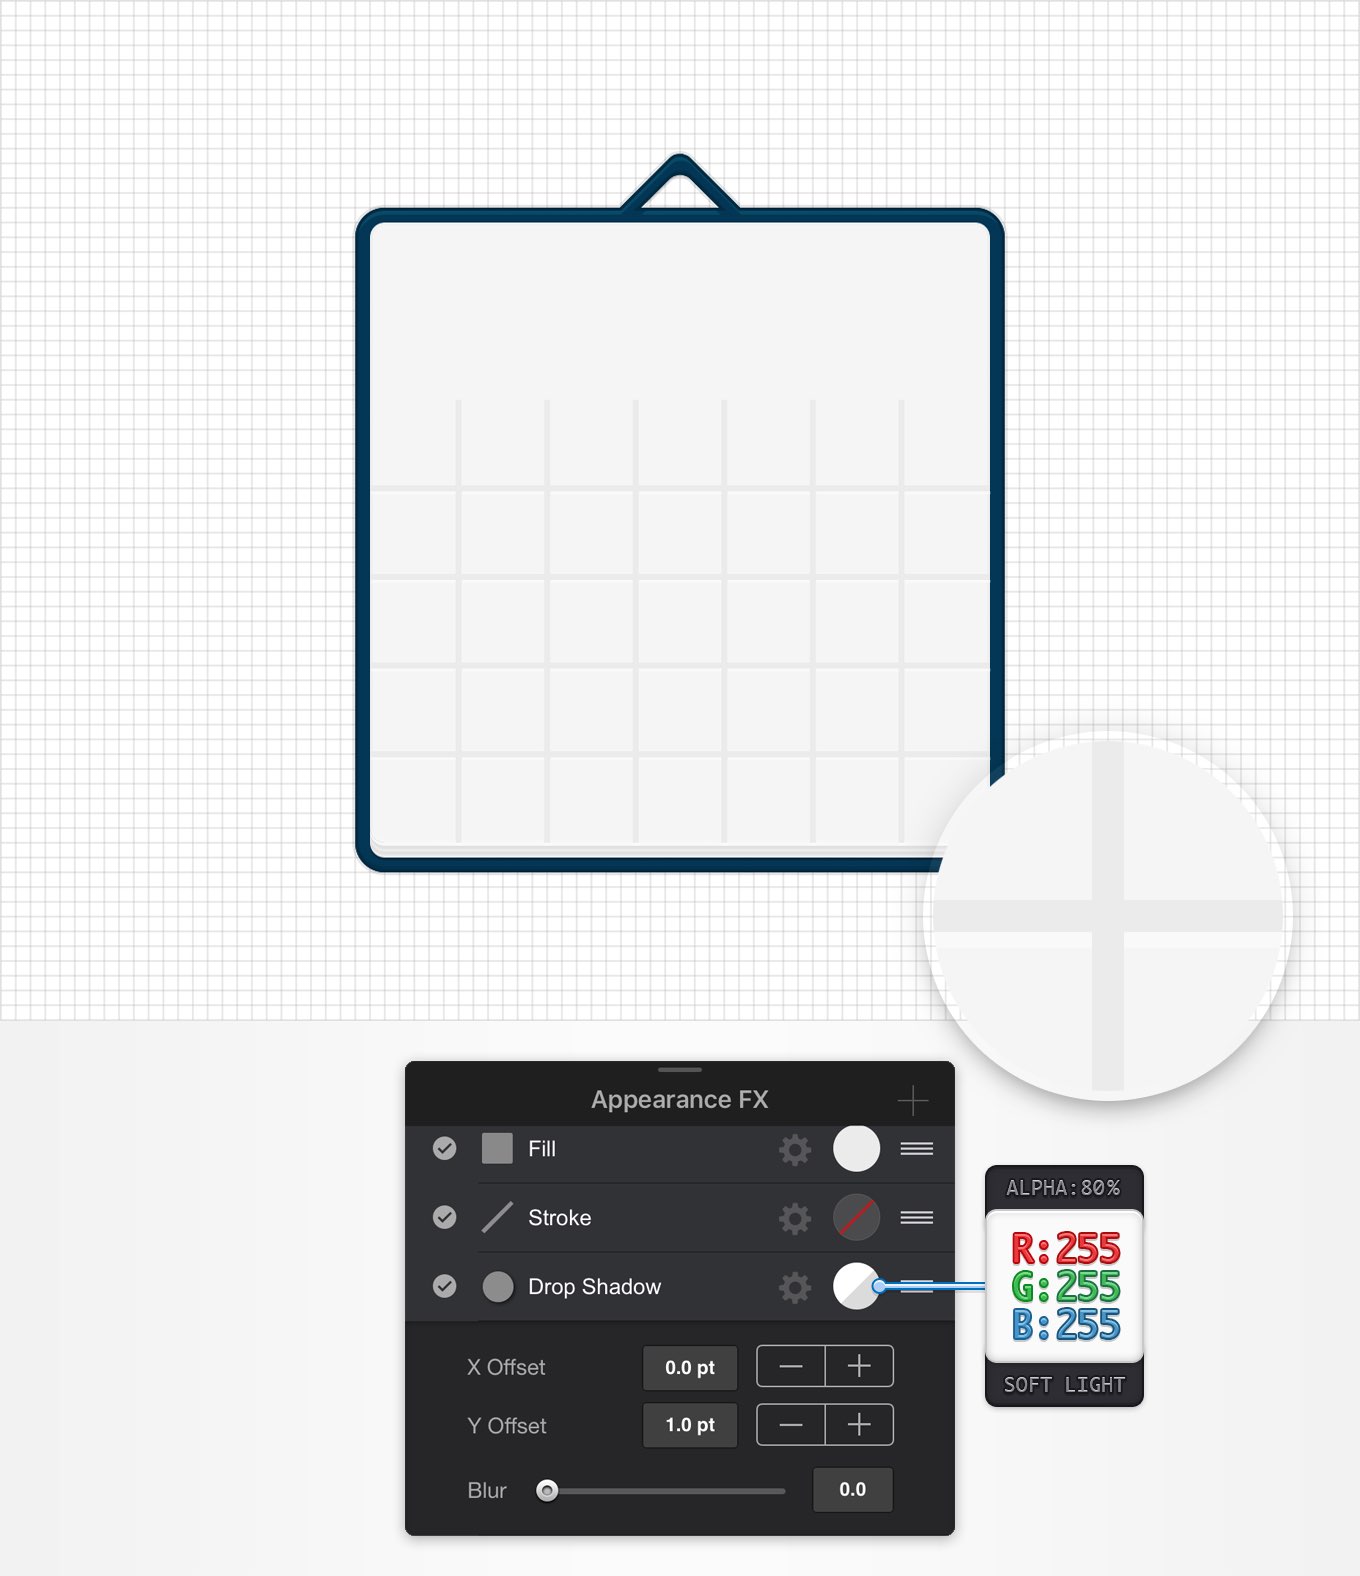 Appearance FX
Fill
Stroke
Drop Shadow
X Offset 0.0 pt
Y Offset 1.0 pt
Blur 0.0
ALPHA:80%
R:255
G:255
B:255
SOFT LIGHT